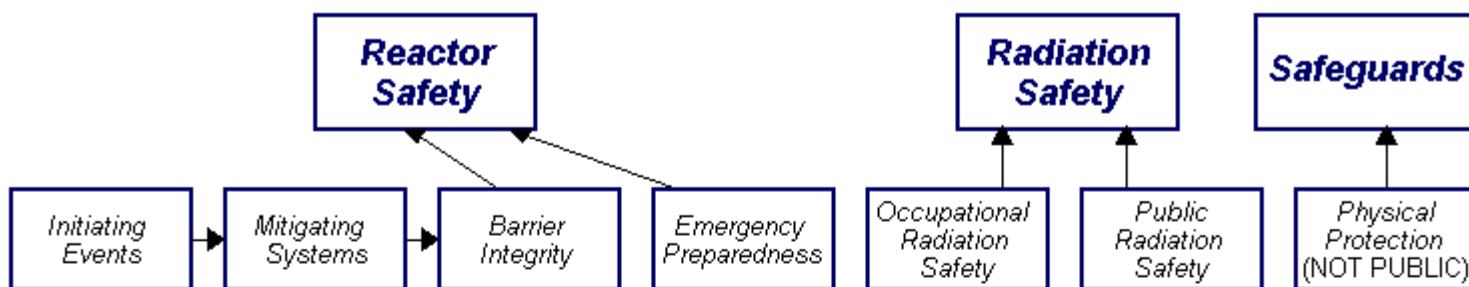 Reactor
Safety
Radiation
Safety
Safeguards
Initiating
Events
Mitigating
Systems
Barrier
Integrity
Emergency
Preparedness
Occupational
Radiation
Safety
Public
Radiation
Safety
Physical
Protection
(NOT PUBLIC)